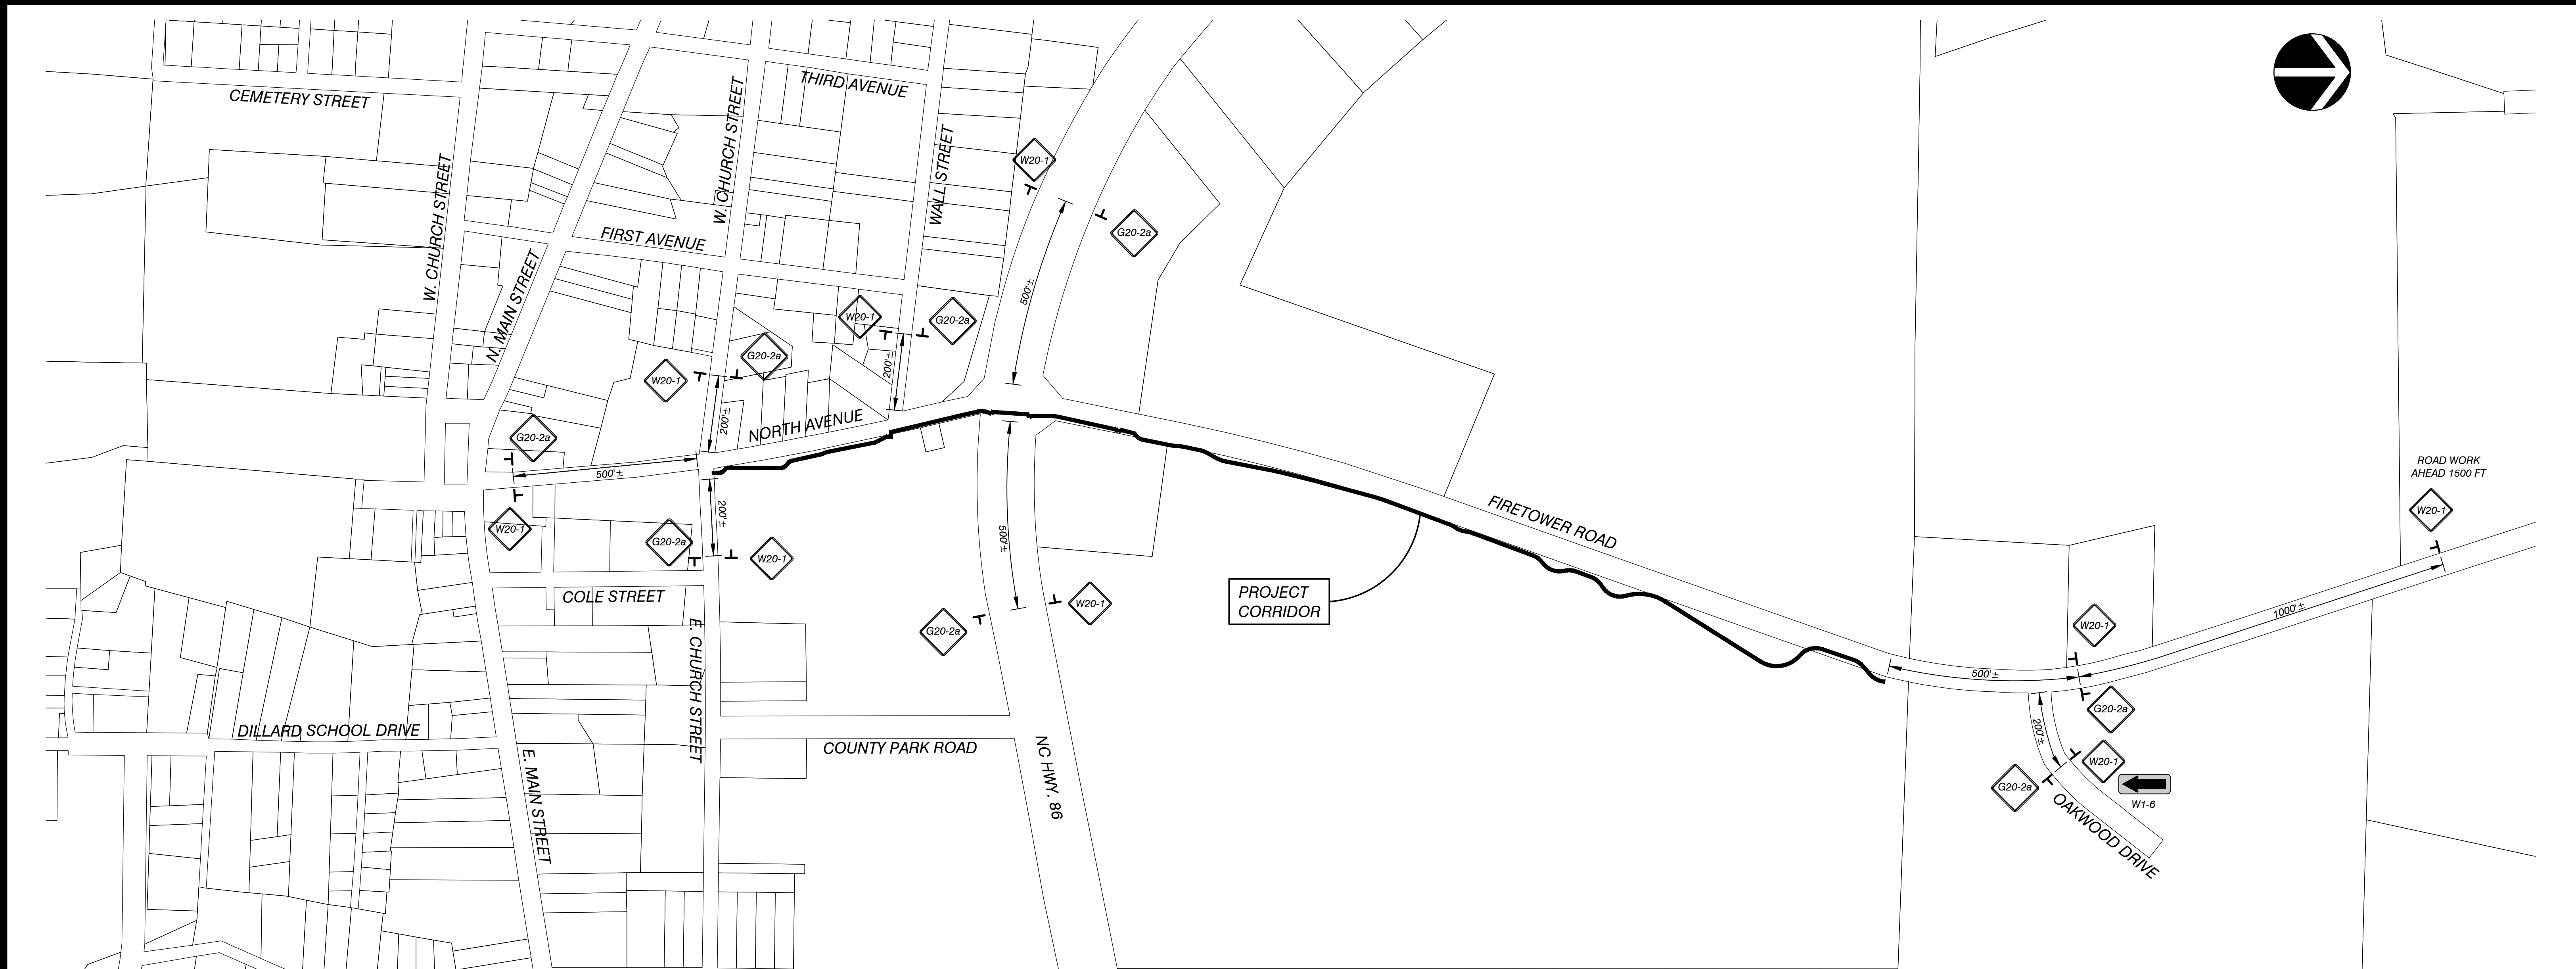 CEMETERY STREET
THIRD AVENUE
W. CHURCH STREET
W. CHURCH STREET
WALL STREET
W20-1
G20-2a
FIRST AVENUE
N. MAIN STREET
500'±
W20-1
G20-2a
200'±
W20-1
G20-2a
200'±
NORTH AVENUE
G20-2a
500'±
W20-1
200'±
G20-2a
W20-1
500'±
COLE STREET
G20-2a
W20-1
E. CHURCH STREET
DILLARD SCHOOL DRIVE
E. MAIN STREET
COUNTY PARK ROAD
NC HWY. 86
PROJECT
CORRIDOR
FIRETOWER ROAD
ROAD WORK
AHEAD 1500 FT
W20-1
1000'±
W20-1
500'±
G20-2a
200'±
W20-1
G20-2a
W1-6
OAKWOOD DRIVE